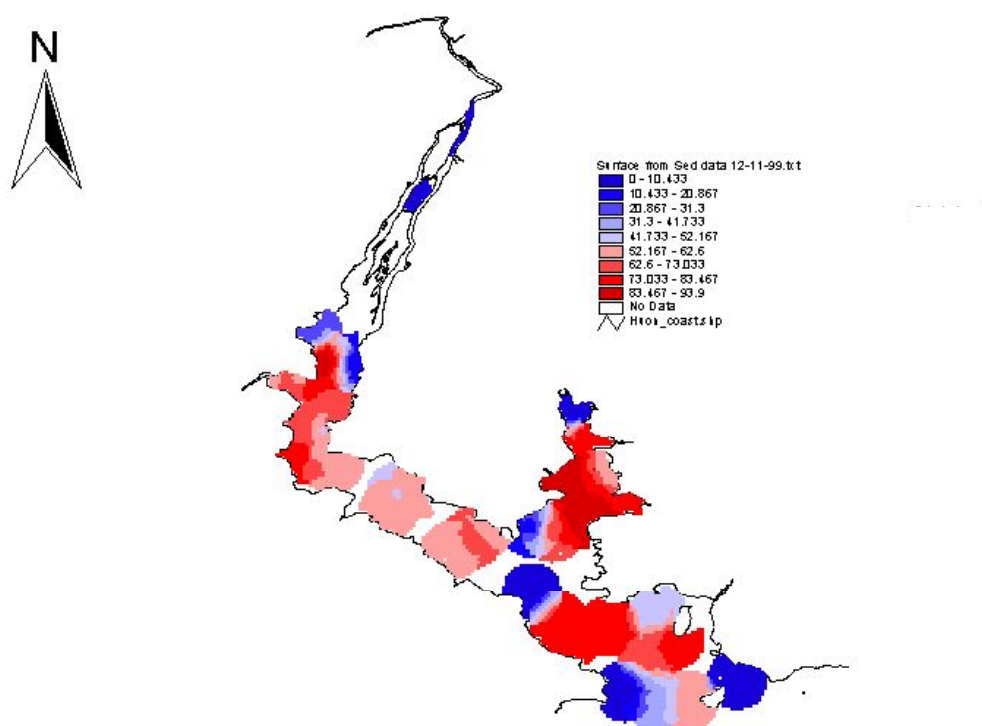 N
Surface from Sed data 12-11-99.txt
0 - 10.433
10.433 - 20.867
20.867 - 31.3
31.3 - 41.733
41.733 - 52.167
52.167 - 62.6
62.6 - 73.033
73.033 - 83.467
83.467 - 93.9
No Data
Huon_coast.shp